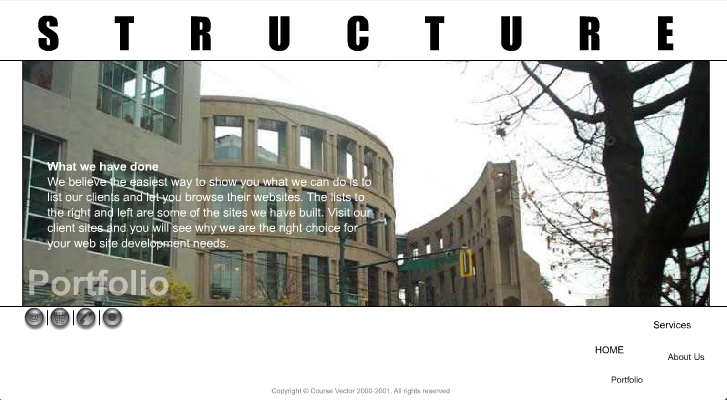 STRUCTURE
What we have done
We believe the easiest way to show you what we can do is to
list our clients and let you browse their websites. The lists to
the right and left are some of the sites we have built. Visit our
client sites and you will see why we are the right choice for
your web site development needs.
Portfolio
Services
HOME
About Us
Portfolio
Copyright © Course Vector 2000-2001. All rights reserved